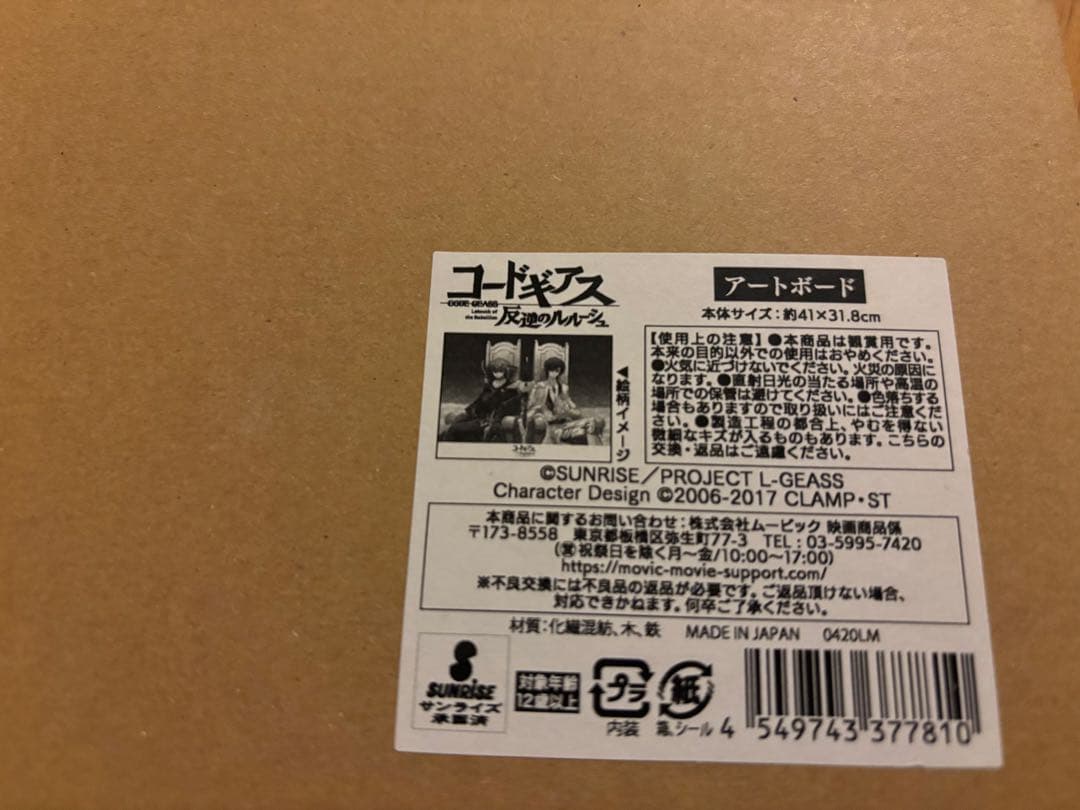 コードギアス
CODE GEASS
Lelouch of
the Rebellion
反逆のルルーシュ
アートボード
本体サイズ：約41×31.8cm
◀絵柄イメージ
コードギアス
【使用上の注意】●本商品は観賞用です。
本来の目的以外での使用はおやめください。
●火気に近づけないでください。火災の原因に
なります。●直射日光の当たる場所や高温の
場所での保管は避けてください。●色落ちする
場合もありますので取り扱いにはご注意くだ
さい。●製造工程の都合上、やむを得ない
微細なキズが入るものもあります。こちらの
交換・返品はご遠慮ください。
©SUNRISE／PROJECT L-GEASS
Character Design ©2006-2017 CLAMP・ST
本商品に関するお問い合わせ：株式会社ムービック 映画商品係
〒173-8558 東京都板橋区弥生町77-3 TEL：03-5995-7420
（㊪祝祭日を除く月〜金/10:00〜17:00）
https://movic-movie-support.com/
※不良交換には不良品の返品が必要です。ご返品頂けない場合、
対応できかねます。何卒ご了承ください。
材質：化繊混紡、木、鉄 MADE IN JAPAN 0420LM
SUNRISE
サンライズ
承認済
対象年齢
12歳以上
プラ
内装
紙
箱、シール
4 549743 377810